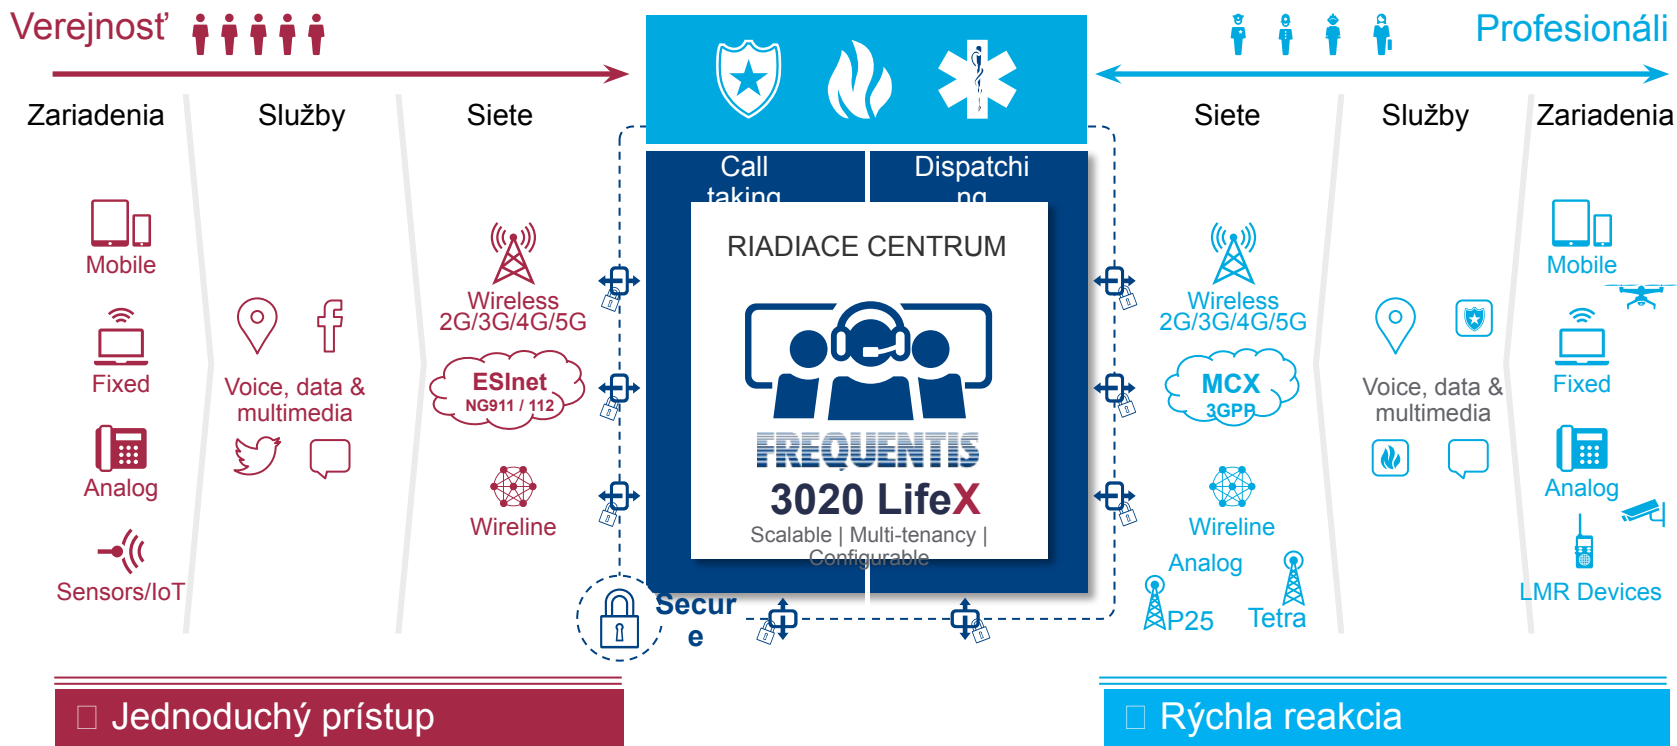 Verejnosť
Profesionáli
Zariadenia
Služby
Siete
Siete
Služby
Zariadenia
Call
taking
Dispatchi
ng
RIADIACE CENTRUM
FREQUENTIS
3020 LifeX
Scalable | Multi-tenancy |
Configurable
Mobile
Fixed
Analog
Sensors/IoT
Voice, data &
multimedia
Wireless
2G/3G/4G/5G
ESInet
NG911 / 112
Wireline
Secur
e
Wireless
2G/3G/4G/5G
MCX
3GPP
Wireline
Analog
P25
Tetra
Voice, data &
multimedia
Mobile
Fixed
Analog
LMR Devices
Jednoduchý prístup
Rýchla reakcia